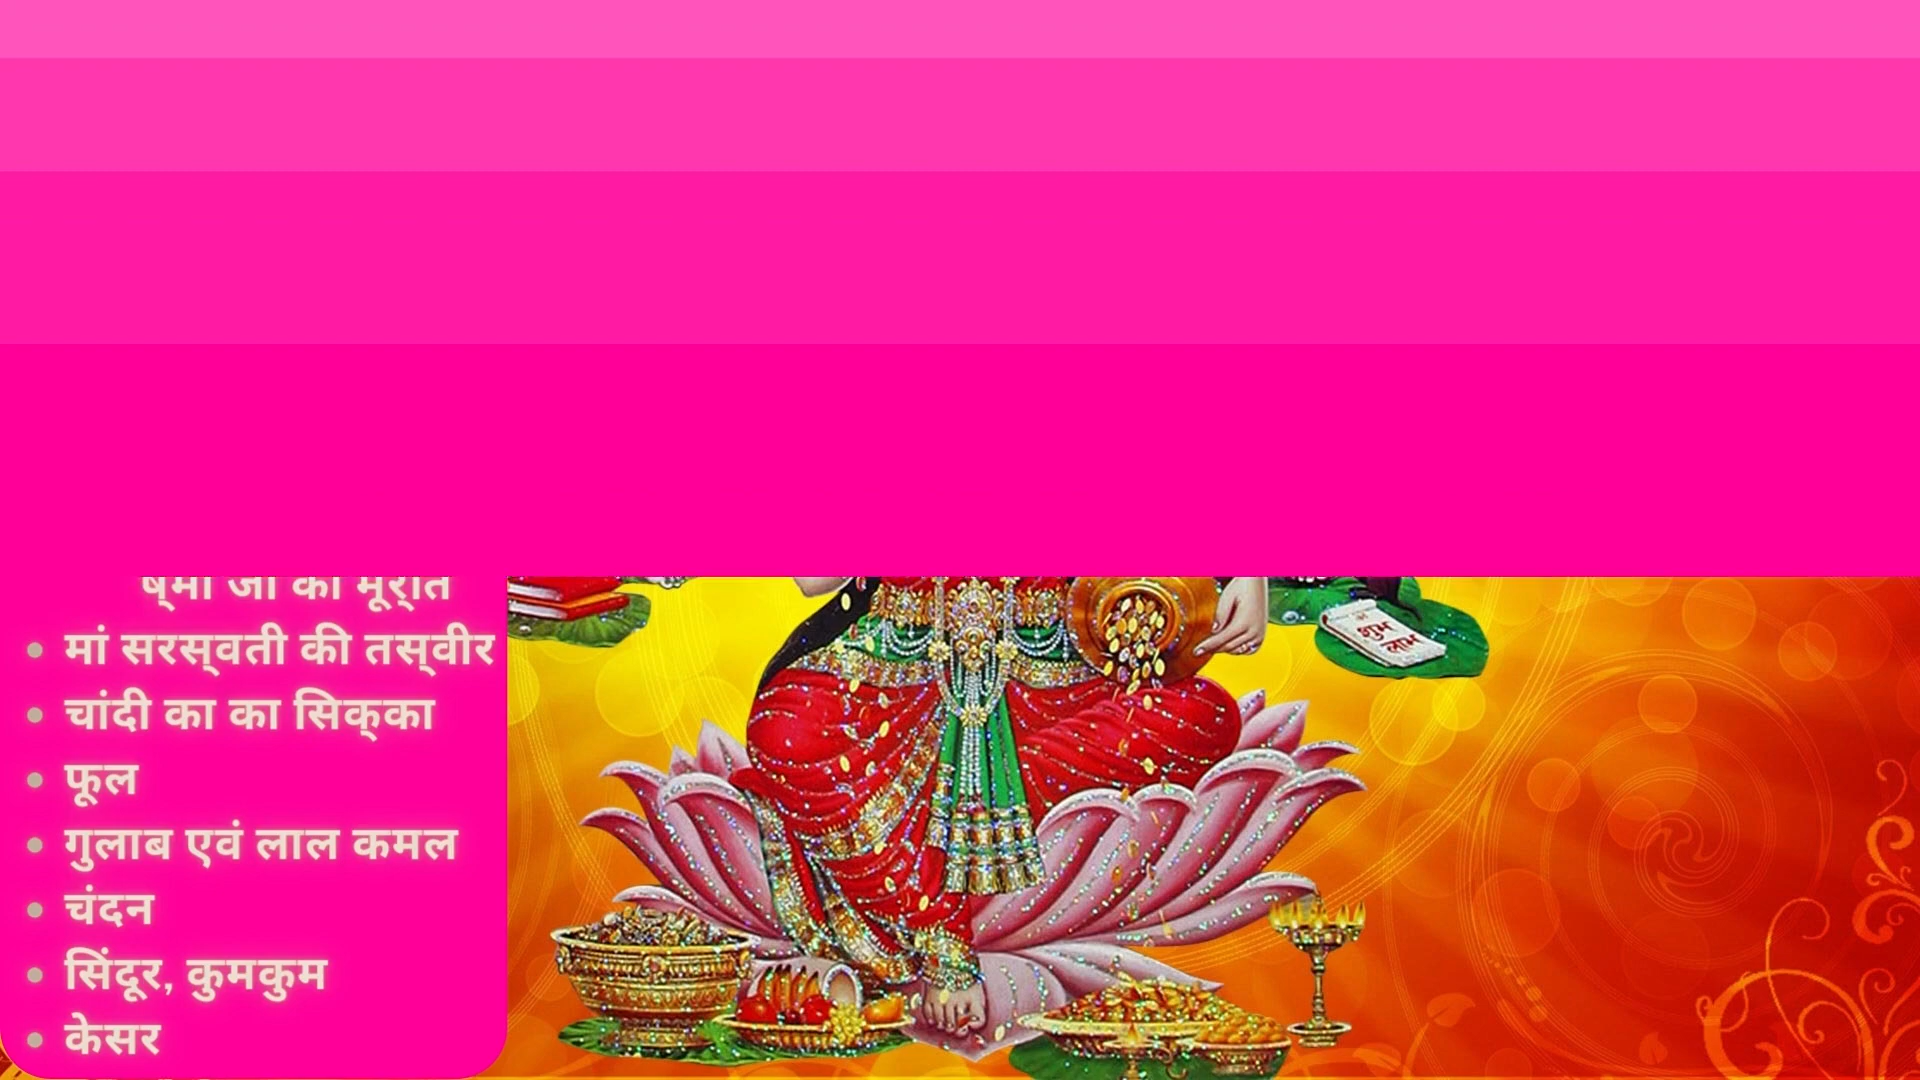 जी
मां सरस्वती की तस्वीर
चांदी का का सिक्का
फूल
गुलाब एवं लाल कमल
चंदन
सिंदूर, कुमकुम
केसर
शुभ
लाभ